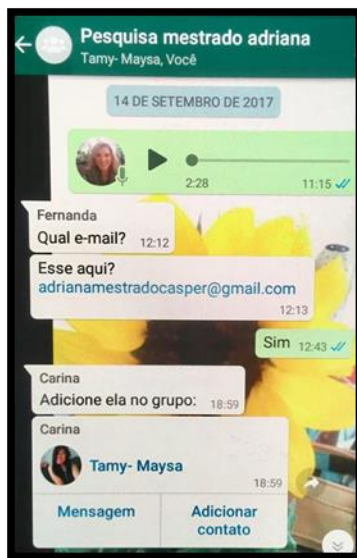 Pesquisa mestrado adriana
Tamy- Maysa, Você
14 DE SETEMBRO DE 2017
2:28
11:15
Fernanda
Qual e-mail? 12:12
Esse aqui?
adrianamestradocasper@gmail.com
12:13
Sim 12:43
Carina
Adicione ela no grupo: 18:59
Carina
Tamy- Maysa
18:59
Mensagem
Adicionar
contato